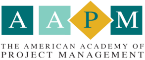 AAPM
THE AMERICAN ACADEMY OF
PROJECT MANAGEMENT